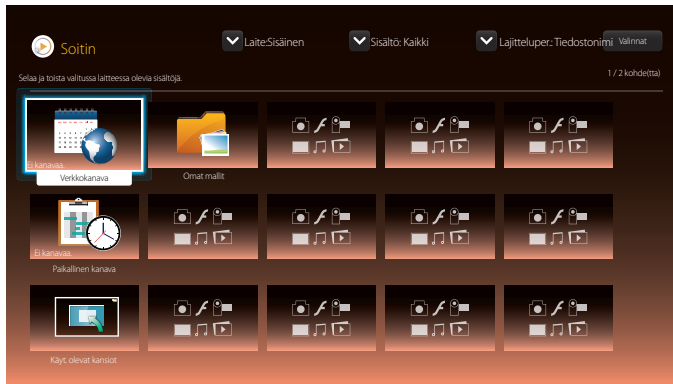 Soitin
Laite:Sisäinen
Sisältö: Kaikki
Lajitteluper.: Tiedostonimi
Valinnat
Selaa ja toista valitussa laitteessa olevia sisältöjä.
1 / 2 kohde(tta)
Ei kanavaa.
Verkkokanava
Omat mallit
Ei kanavaa.
Paikallinen kanava
Käyt. olevat kansiot